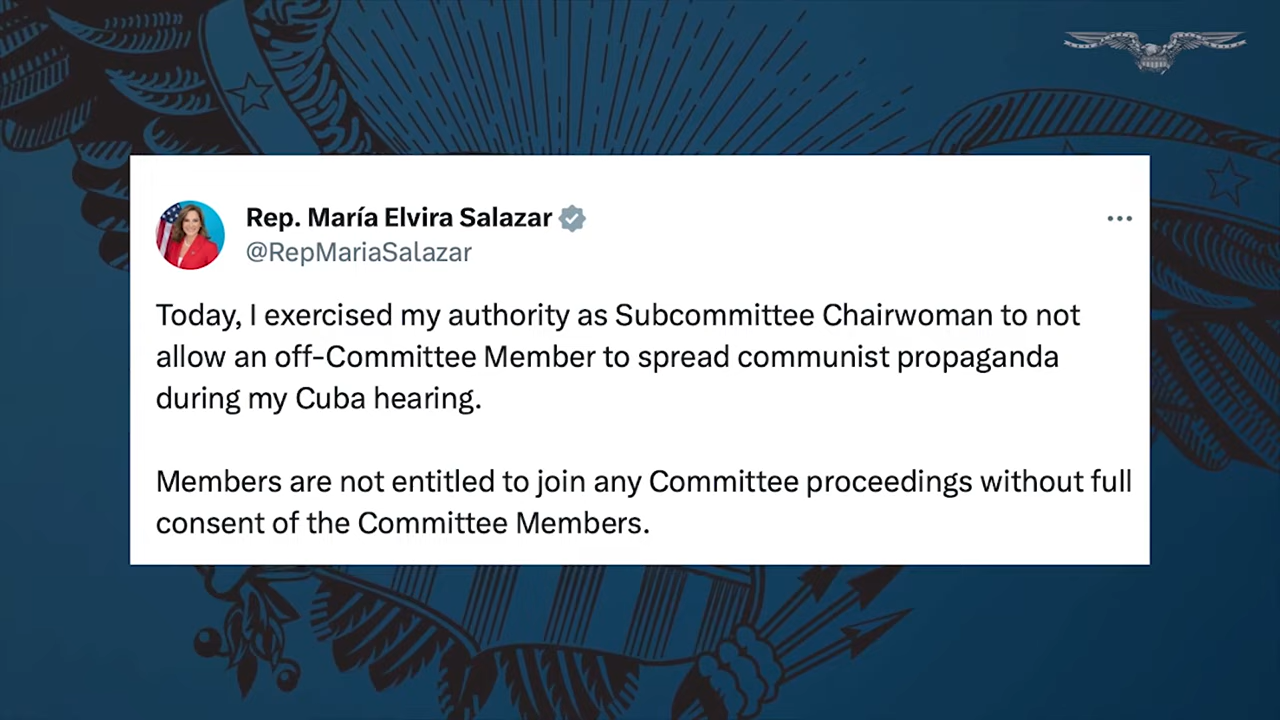 Rep. María Elvira Salazar
@RepMariaSalazar
Today, I exercised my authority as Subcommittee Chairwoman to not
allow an off-Committee Member to spread communist propaganda
during my Cuba hearing.
Members are not entitled to join any Committee proceedings without full
consent of the Committee Members.